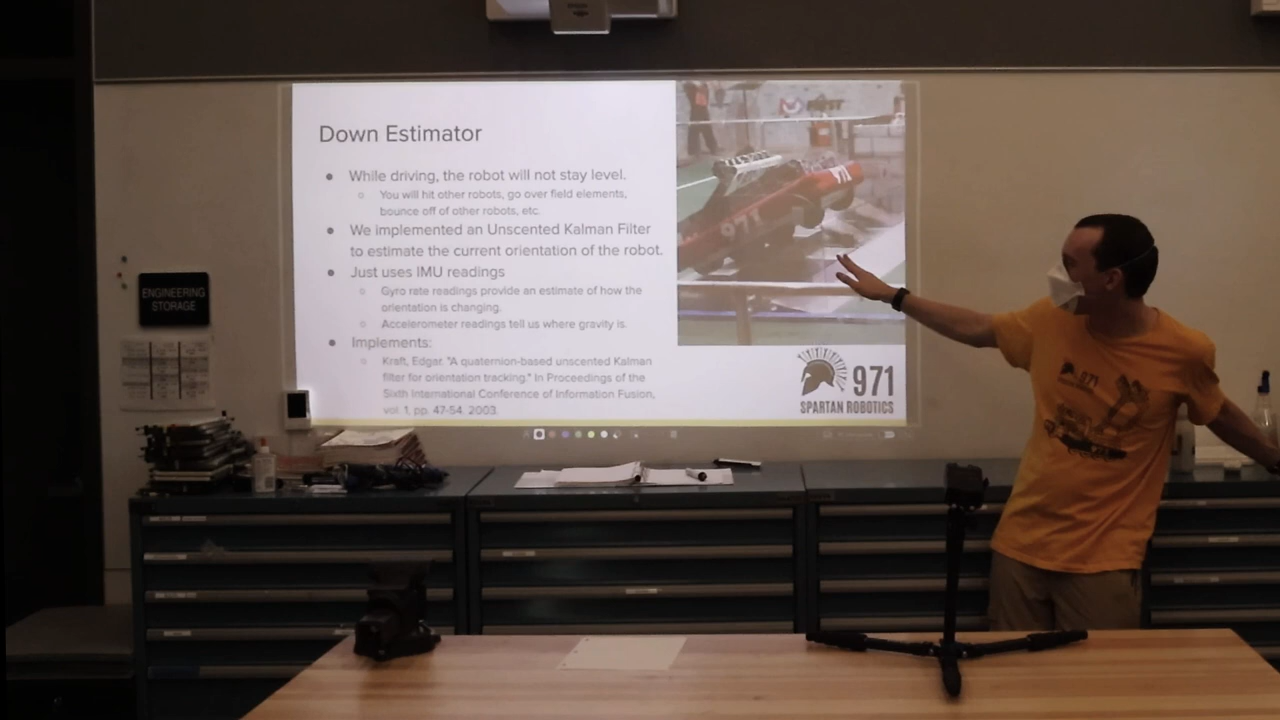 Down Estimator
While driving, the robot will not stay level.
You will hit other robots, go over field elements,
bounce off of other robots, etc.
We implemented an Unscented Kalman Filter
to estimate the current orientation of the robot.
Just uses IMU readings
Gyro rate readings provide an estimate of how the
orientation is changing.
Accelerometer readings tell us where gravity is.
Implements:
Kraft, Edgar. "A quaternion-based unscented Kalman
filter for orientation tracking." In Proceedings of the
Sixth International Conference of Information Fusion,
vol. 1, pp. 47-54. 2003.
FIRST
971
971
SPARTAN ROBOTICS
ENGINEERING
STORAGE
971